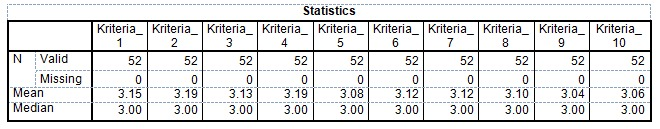 Statistics
Kriteria_1 Kriteria_2 Kriteria_3 Kriteria_4 Kriteria_5 Kriteria_6 Kriteria_7 Kriteria_8 Kriteria_9 Kriteria_10
N Valid 52 52 52 52 52 52 52 52 52 52
Missing 0 0 0 0 0 0 0 0 0 0
Mean 3.15 3.19 3.13 3.19 3.08 3.12 3.12 3.10 3.04 3.06
Median 3.00 3.00 3.00 3.00 3.00 3.00 3.00 3.00 3.00 3.00